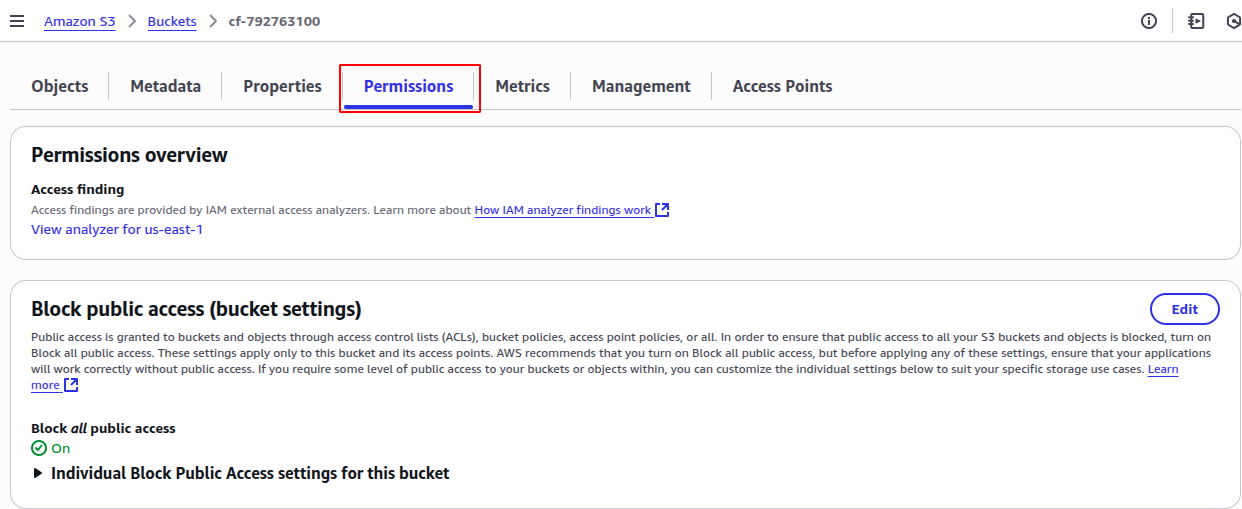 Amazon S3 > Buckets > cf-792763100
Objects Metadata Properties Permissions Metrics Management Access Points
Permissions overview
Access finding
Access findings are provided by IAM external access analyzers. Learn more about How IAM analyzer findings work
View analyzer for us-east-1
Block public access (bucket settings)
Edit
Public access is granted to buckets and objects through access control lists (ACLs), bucket policies, access point policies, or all. In order to ensure that public access to all your S3 buckets and objects is blocked, turn on
Block all public access. These settings apply only to this bucket and its access points. AWS recommends that you turn on Block all public access, but before applying any of these settings, ensure that your applications
will work correctly without public access. If you require some level of public access to your buckets or objects within, you can customize the individual settings below to suit your specific storage use cases. Learn
more
Block all public access
On
Individual Block Public Access settings for this bucket